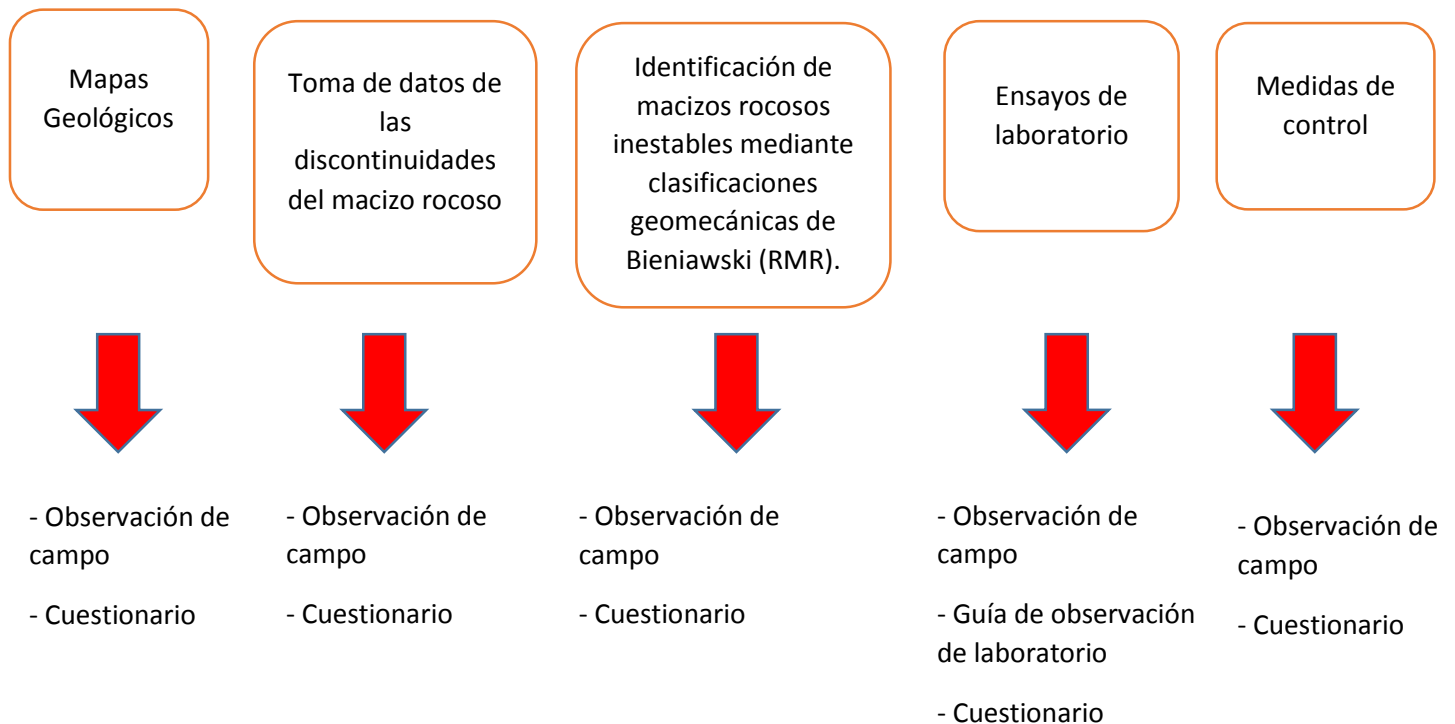 Mapas
Geológicos
Toma de datos de
las
discontinuidades
del macizo rocoso
Identificación de
macizos rocosos
inestables mediante
clasificaciones
geomecánicas de
Bieniawski (RMR).
Ensayos de
laboratorio
Medidas de
control
- Observación de
campo
- Cuestionario
- Observación de
campo
- Cuestionario
- Observación de
campo
- Cuestionario
- Observación de
campo
- Guía de observación
de laboratorio
- Cuestionario
- Observación de
campo
- Cuestionario